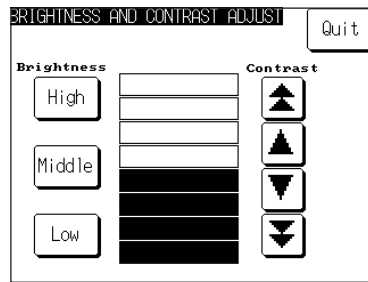 BRIGHTNESS AND CONTRAST ADJUST
Quit
Brightness
Contrast
High
Middle
Low